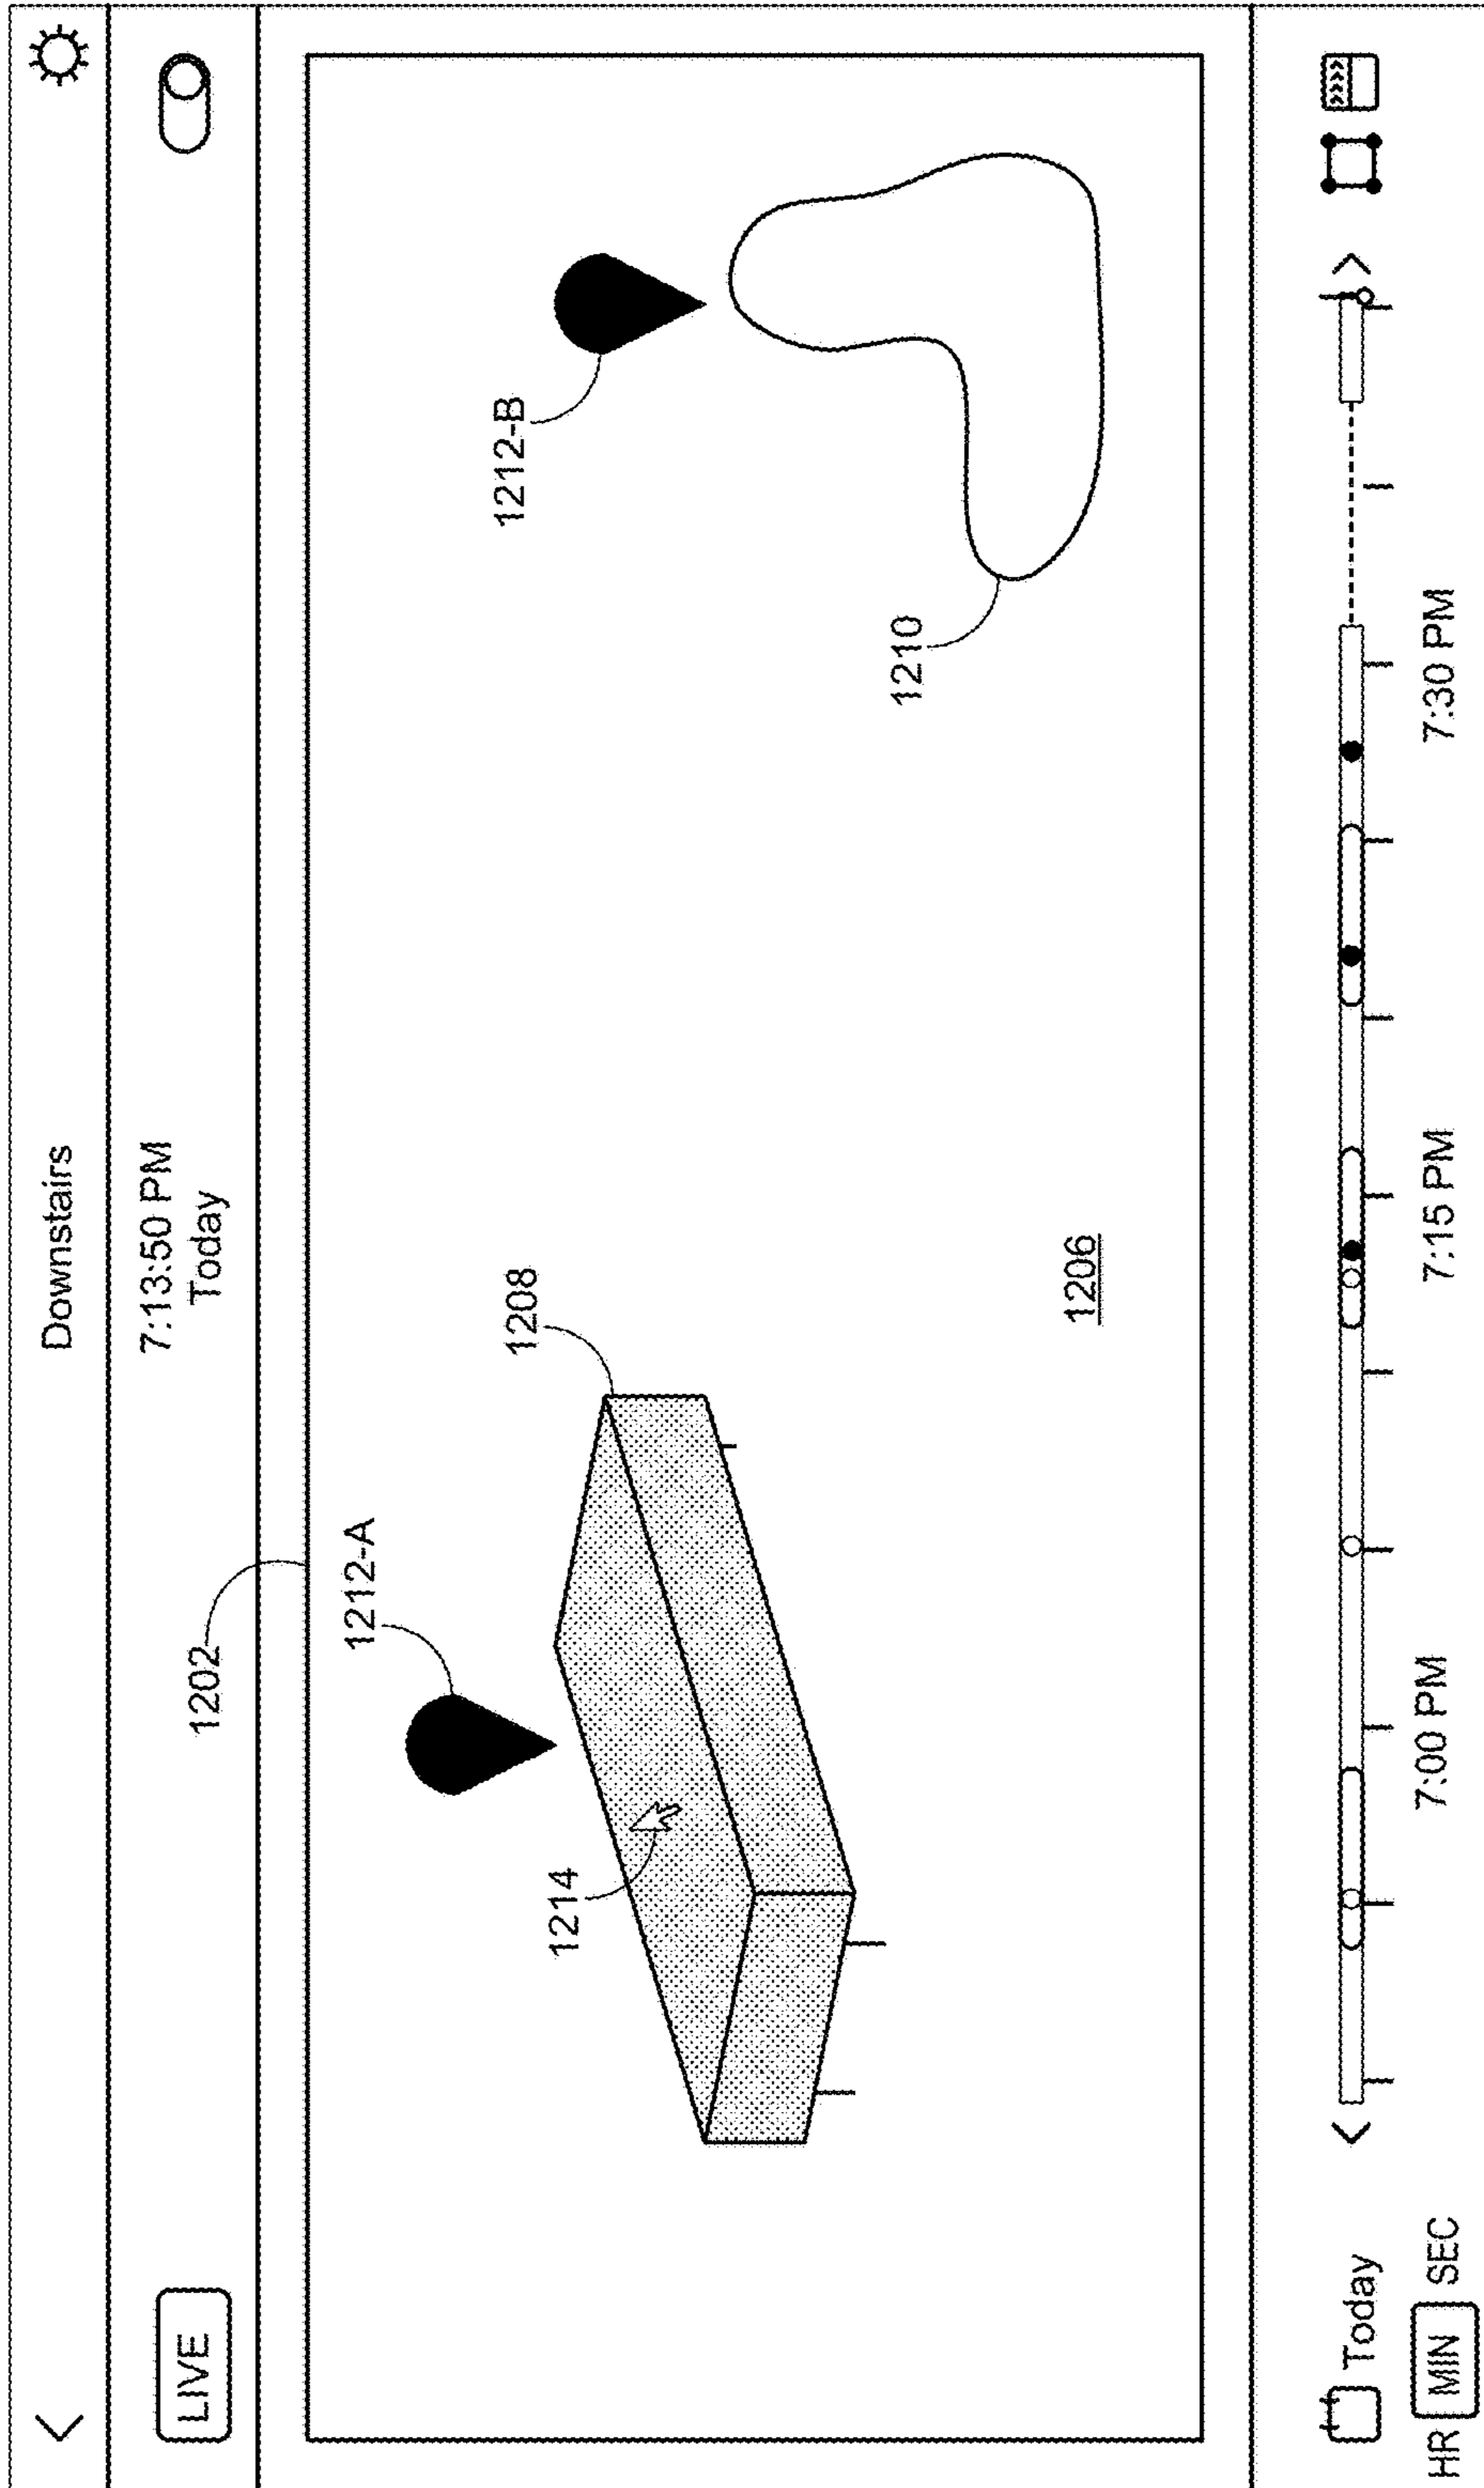 Downstairs
LIVE
7:13:50 PM
Today
1202
1212-A
1208
1214
1212-B
1210
1206
Today
HR MIN SEC
7:00 PM
7:15 PM
7:30 PM